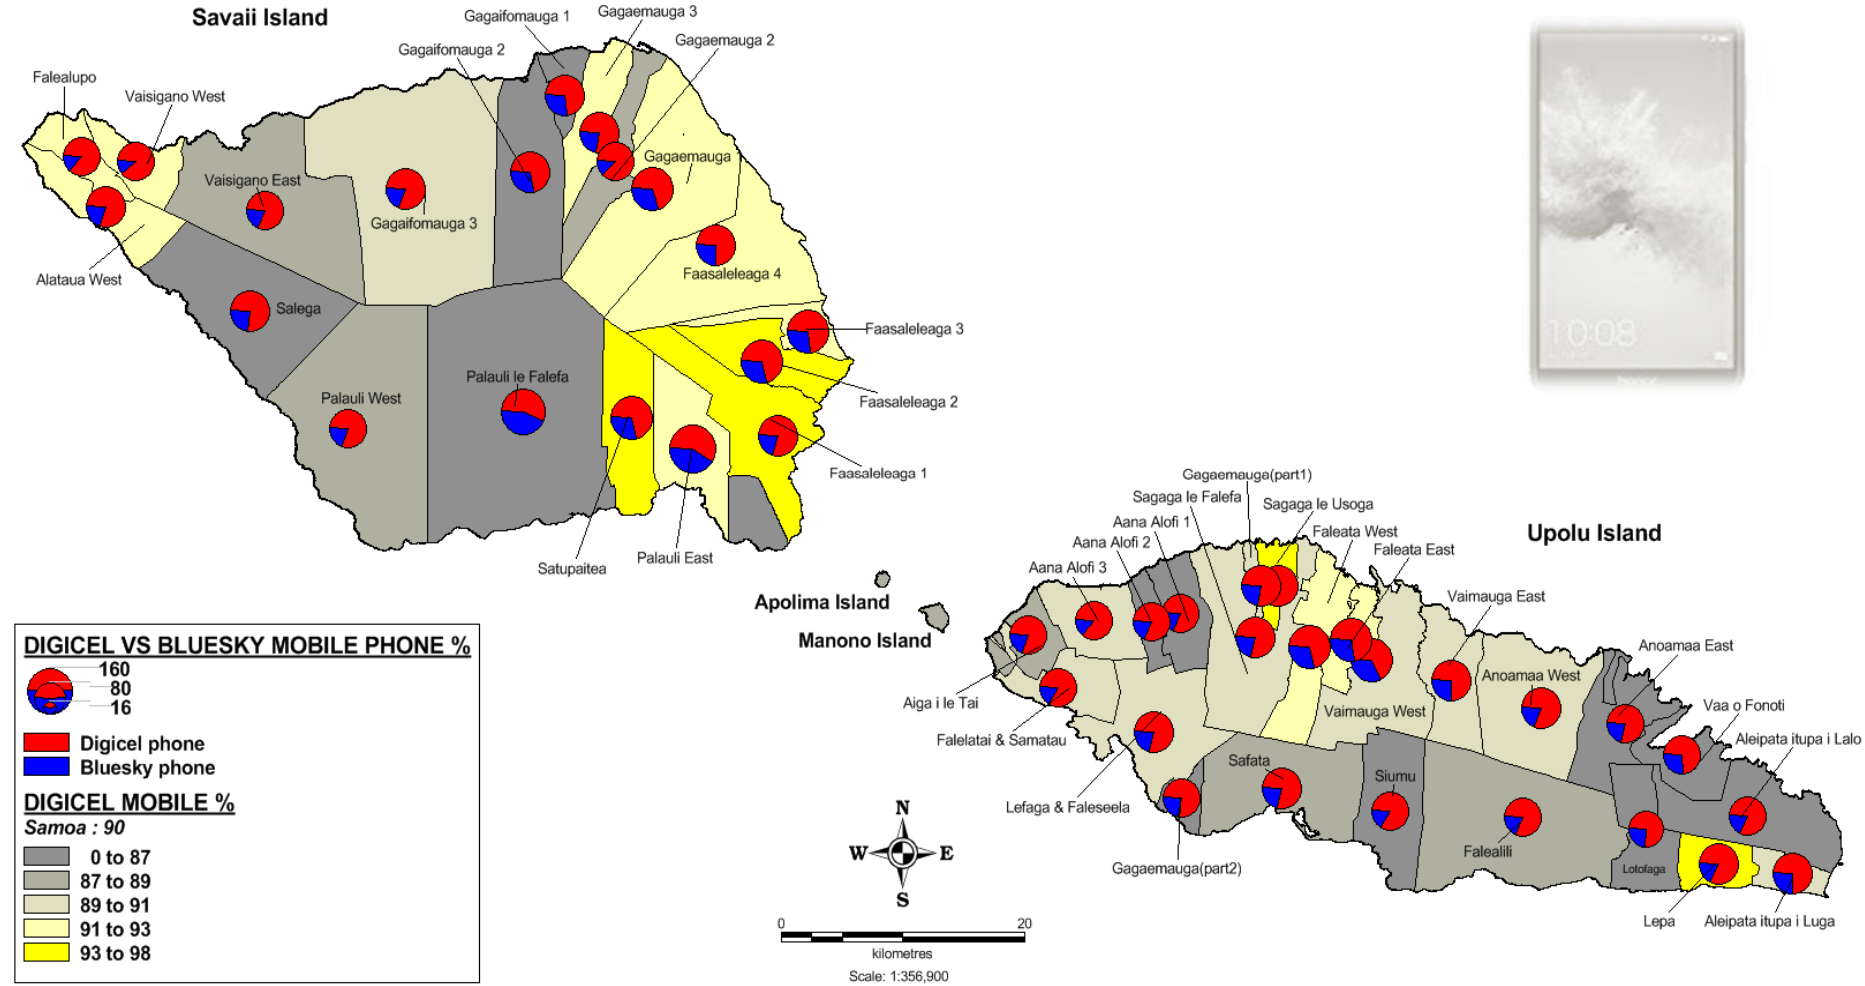 Savaii Island
Gagaifomauga 1
Gagaemauga 3
Gagaifomauga 2
Gagaemauga 2
Falealupo
Vaisigano West
Gagaemauga
Vaisigano East
Gagaifomauga 3
Alataua West
Faasaleleaga 4
Salega
Faasaleleaga 3
Palauli West
Palauli le Falefa
Faasaleleaga 2
Faasaleleaga 1
Satupaitea
Palauli East
10:08
honor
Upolu Island
Gagaemauga(part1)
Sagaga le Falefa
Sagaga le Usoga
Aana Alofi 1
Faleata West
Aana Alofi 2
Faleata East
Aana Alofi 3
Vaimauga East
Apolima Island
Manono Island
Anoamaa East
Anoamaa West
Aiga i le Tai
Vaimauga West
Vaa o Fonoti
Falelatai & Samatau
Aleipata itupa i Lalo
Safata
Siumu
Lefaga & Faleseela
Falealili
Gagaemauga(part2)
Lotofaga
Lepa
Aleipata itupa i Luga
DIGICEL VS BLUESKY MOBILE PHONE %
160
80
16
Digicel phone
Bluesky phone
DIGICEL MOBILE %
Samoa : 90
0 to 87
87 to 89
89 to 91
91 to 93
93 to 98
N
W E
S
0 20
kilometres
Scale: 1:356,900